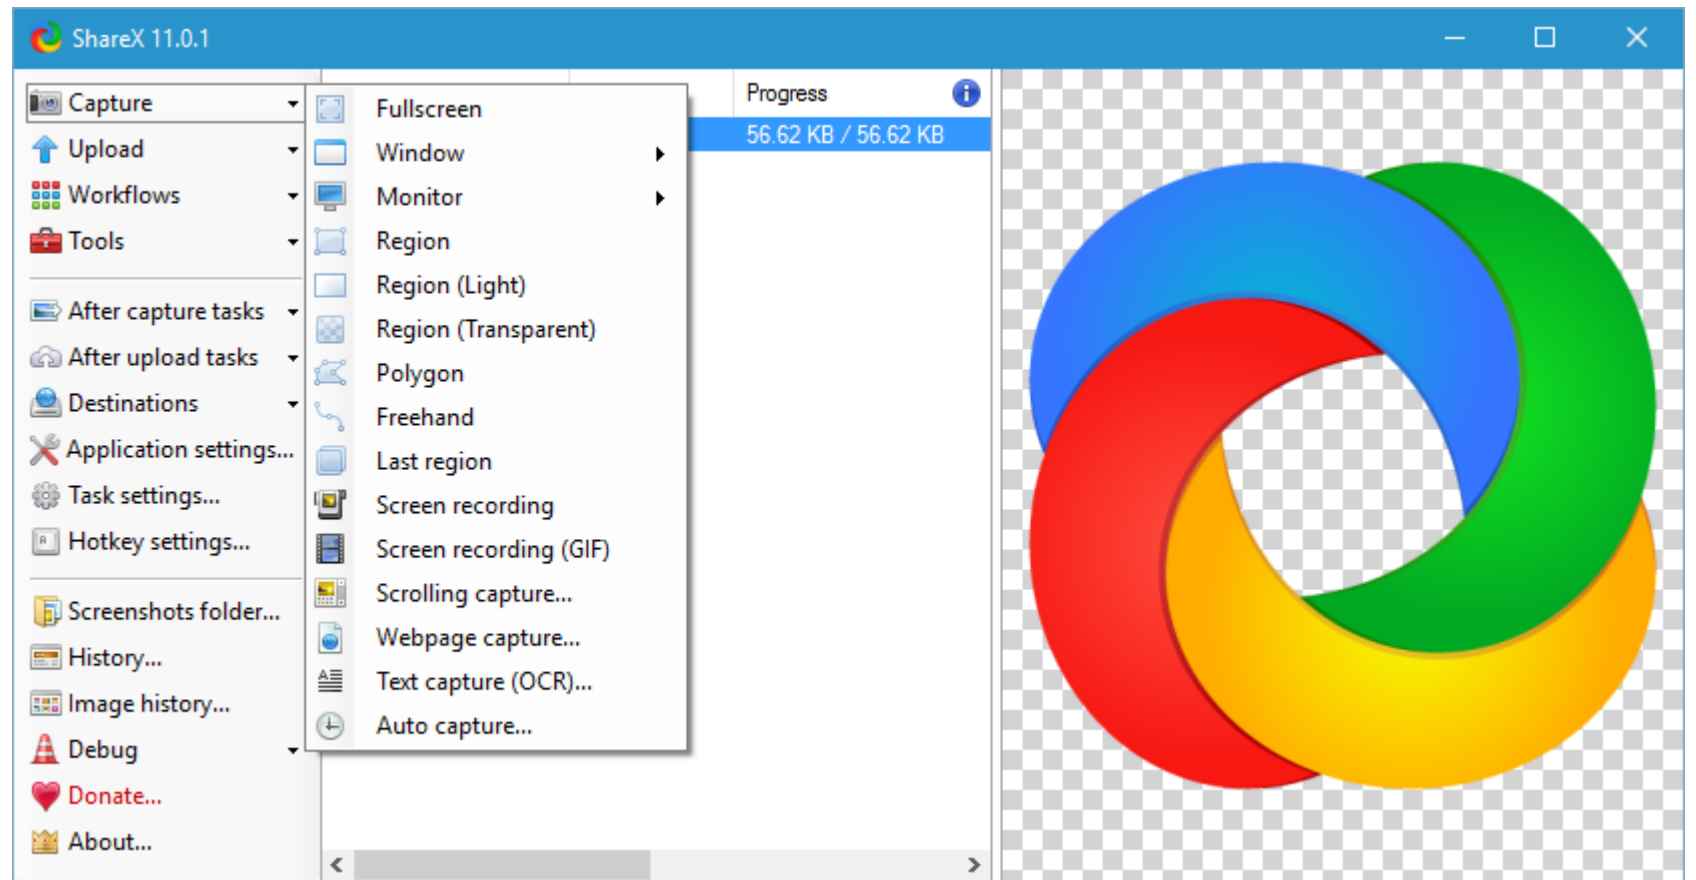 ShareX 11.0.1
Capture
Upload
Workflows
Tools
After capture tasks
After upload tasks
Destinations
Application settings...
Task settings...
Hotkey settings...
Screenshots folder...
History...
Image history...
Debug
Donate...
About...
Fullscreen
Window
Monitor
Region
Region (Light)
Region (Transparent)
Polygon
Freehand
Last region
Screen recording
Screen recording (GIF)
Scrolling capture...
Webpage capture...
Text capture (OCR)...
Auto capture...
Progress
56.62 KB / 56.62 KB